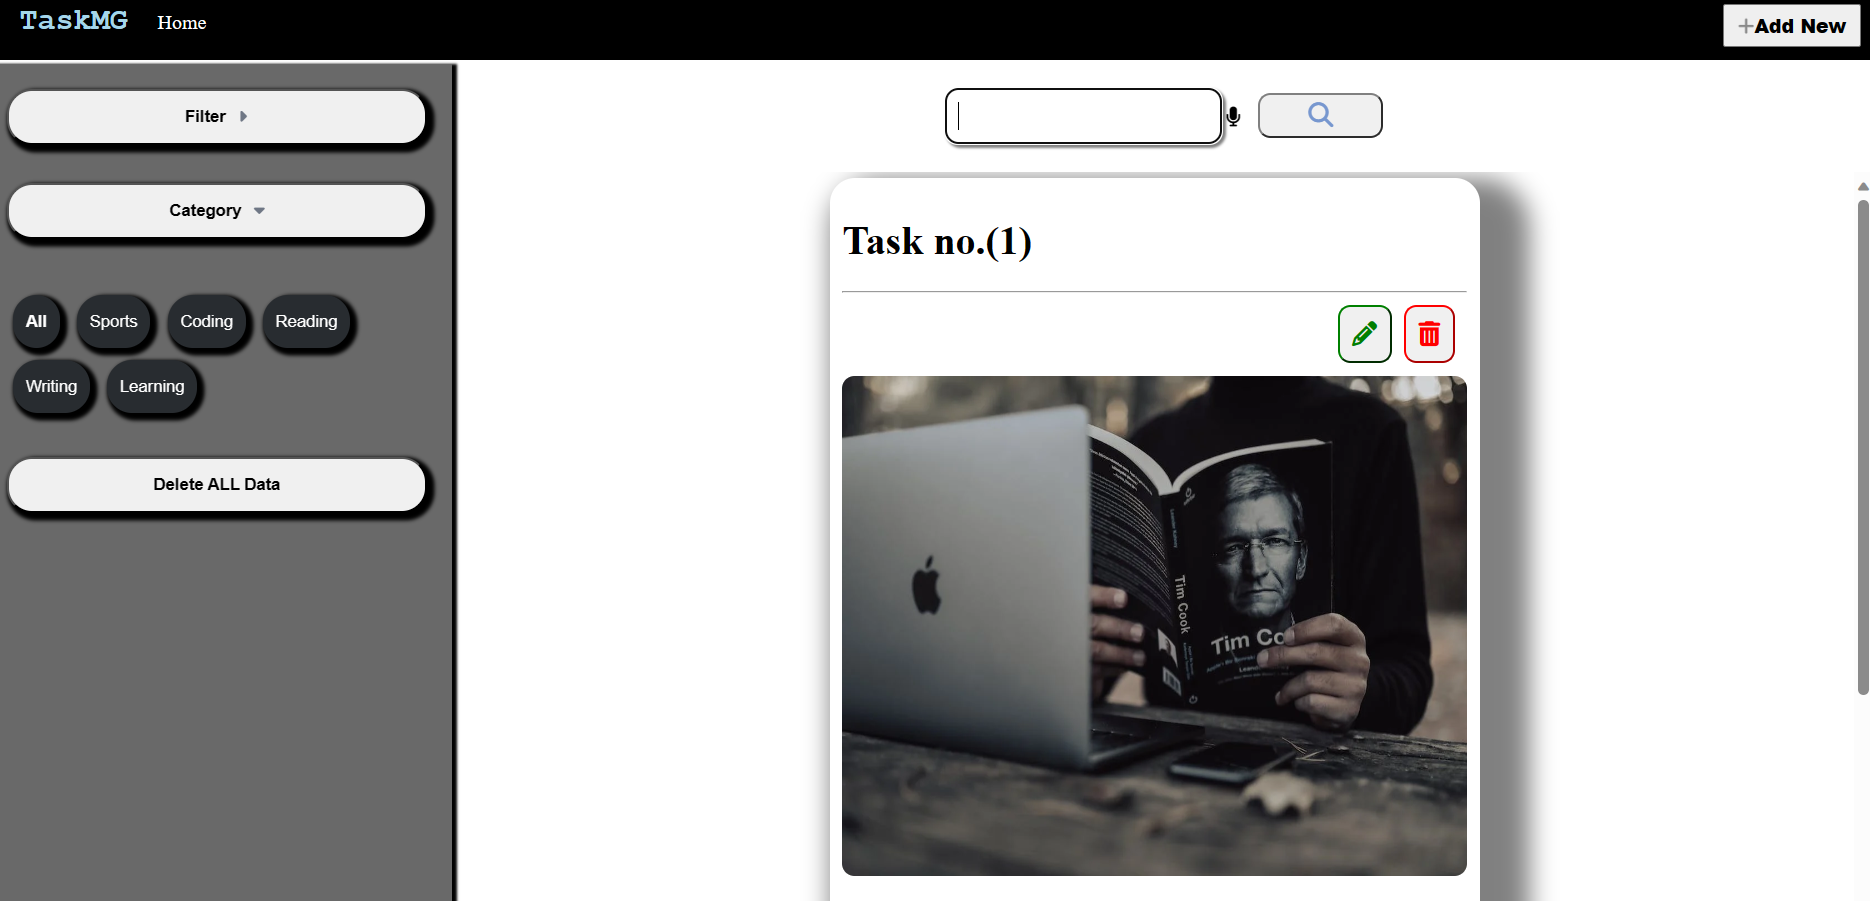 TaskMG
Home
+Add New
Filter
Category
All
Sports
Coding
Reading
Writing
Learning
Delete ALL Data
Task no.(1)
Tim Cook
Tim Co